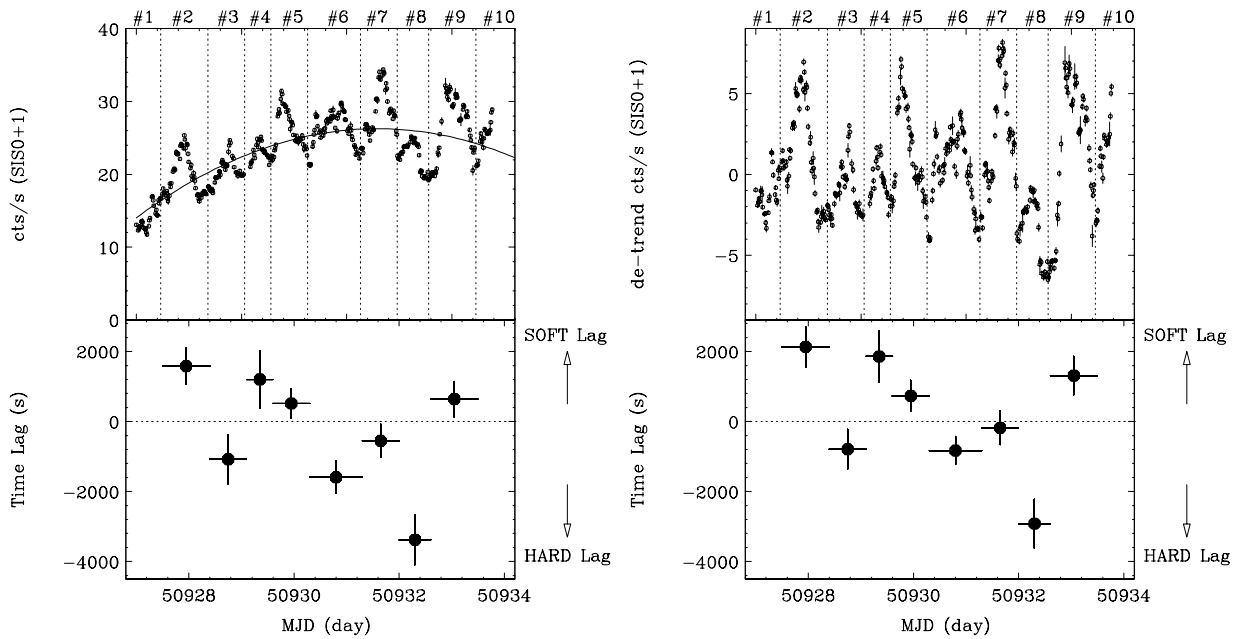 #1 #2 #3 #4 #5 #6 #7 #8 #9 #10
40
30
20
10
0
cts/s (SIS0+1)
2000
0
−2000
−4000
Time Lag (s)
SOFT Lag
HARD Lag
50928 50930 50932 50934
MJD (day)
#1 #2 #3 #4 #5 #6 #7 #8 #9 #10
5
0
−5
de-trend cts/s (SIS0+1)
2000
0
−2000
−4000
Time Lag (s)
SOFT Lag
HARD Lag
50928 50930 50932 50934
MJD (day)